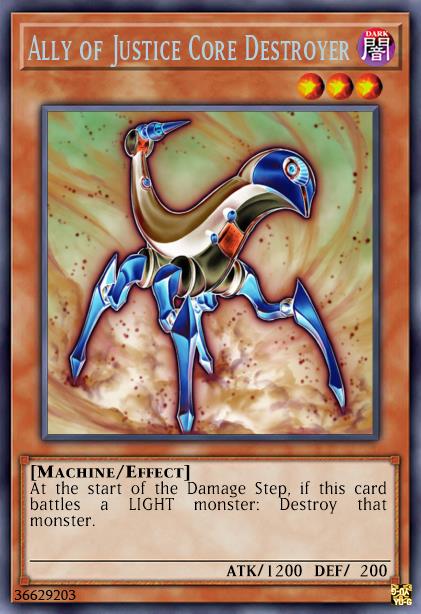 Ally of Justice Core Destroyer
DARK
闇
[Machine/Effect]
At the start of the Damage Step, if this card
battles a LIGHT monster: Destroy that
monster.
ATK/1200 DEF/ 200
36629203